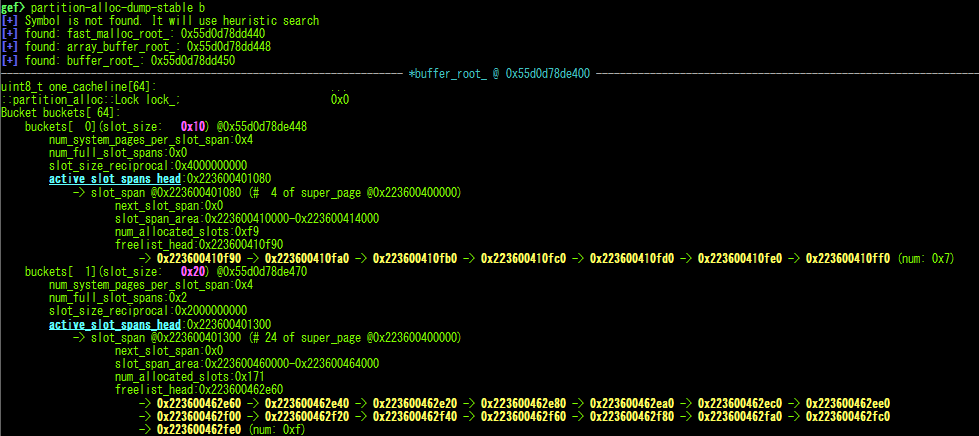 gef> partition-alloc-dump-stable b
[+] Symbol is not found. It will use heuristic search
[+] found: fast_malloc_root_: 0x55d0d78dd440
[+] found: array_buffer_root_: 0x55d0d78dd448
[+] found: buffer_root_: 0x55d0d78dd450
*buffer_root_ @ 0x55d0d78de400
uint8_t one_cacheline[64]: ...
::partition_alloc::Lock lock_; 0x0
Bucket buckets[ 64]:
buckets[ 0](slot_size: 0x10) @0x55d0d78de448
num_system_pages_per_slot_span:0x4
num_full_slot_spans:0x0
slot_size_reciprocal:0x4000000000
active_slot_spans_head:0x223600401080
-> slot_span @0x223600401080 (# 4 of super_page @0x223600400000)
next_slot_span:0x0
slot_span_area:0x223600410000-0x223600414000
num_allocated_slots:0xf9
freelist_head:0x223600410f90
-> 0x223600410f90 -> 0x223600410fa0 -> 0x223600410fb0 -> 0x223600410fc0 -> 0x223600410fd0 -> 0x223600410fe0 -> 0x223600410ff0 (num: 0x7)
buckets[ 1](slot_size: 0x20) @0x55d0d78de470
num_system_pages_per_slot_span:0x4
num_full_slot_spans:0x2
slot_size_reciprocal:0x2000000000
active_slot_spans_head:0x223600401300
-> slot_span @0x223600401300 (# 24 of super_page @0x223600400000)
next_slot_span:0x0
slot_span_area:0x223600460000-0x223600464000
num_allocated_slots:0x171
freelist_head:0x223600462e60
-> 0x223600462e60 -> 0x223600462e40 -> 0x223600462e20 -> 0x223600462e80 -> 0x223600462ea0 -> 0x223600462ec0 -> 0x223600462ee0
-> 0x223600462f00 -> 0x223600462f20 -> 0x223600462f40 -> 0x223600462f60 -> 0x223600462f80 -> 0x223600462fa0 -> 0x223600462fc0
-> 0x223600462fe0 (num: 0xf)